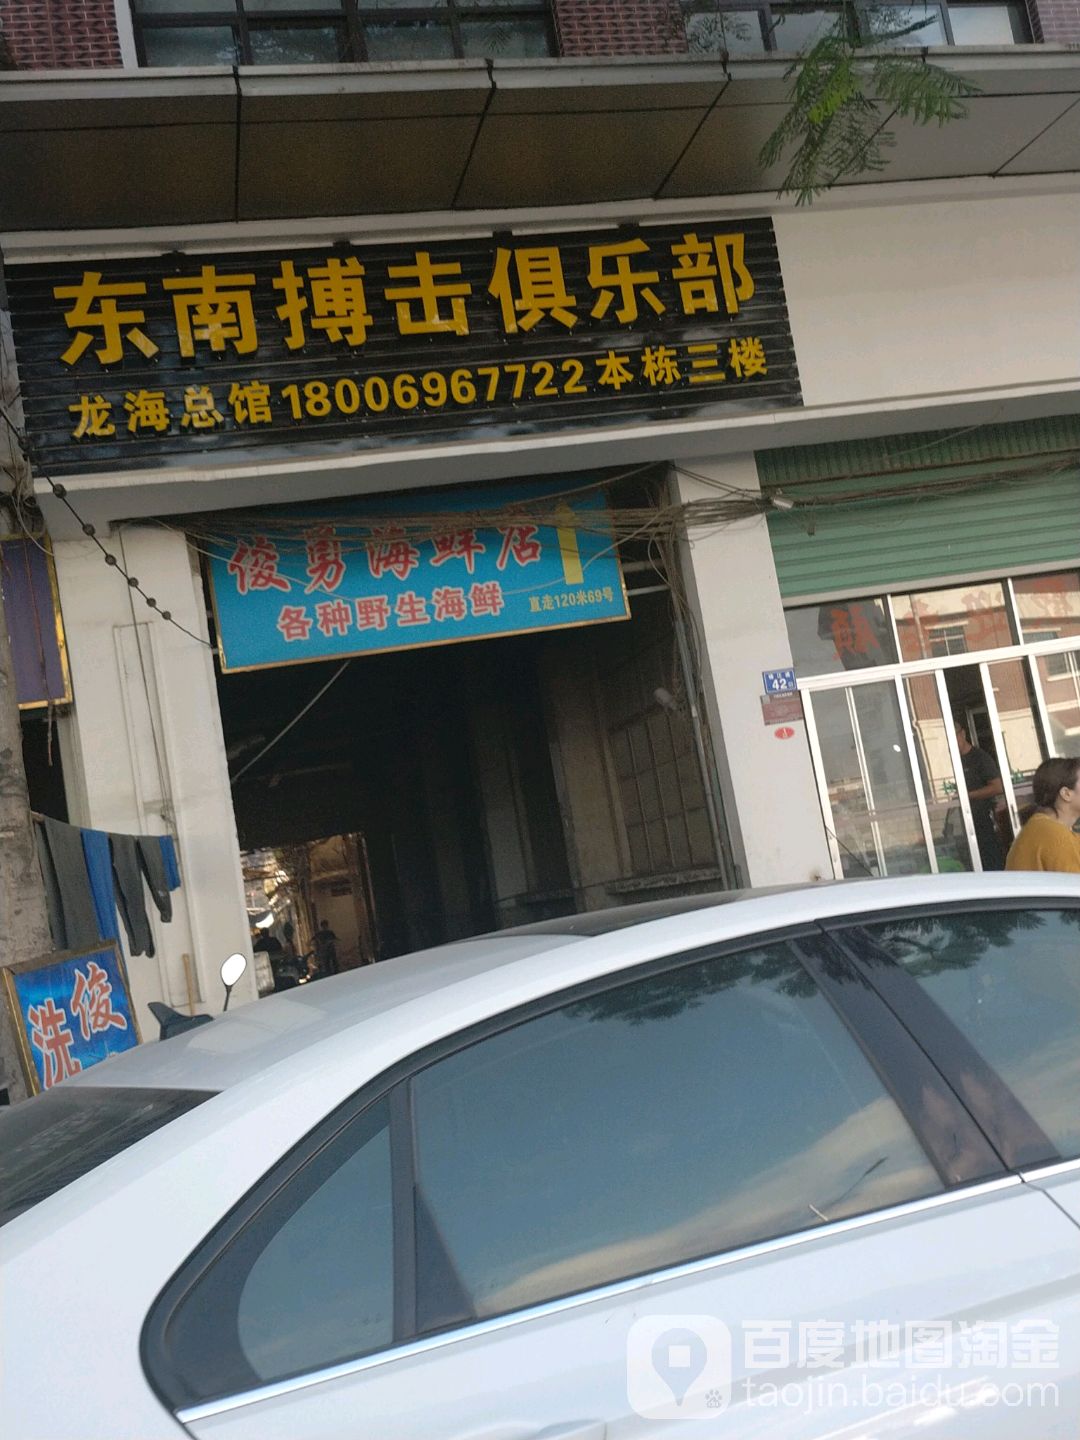 东南搏击俱乐部
龙海总馆18006967722本栋三楼
俊勇海鲜店
各种野生海鲜
直走120米69号
42
俊
洗
百度地图淘金
taojin.baidu.com